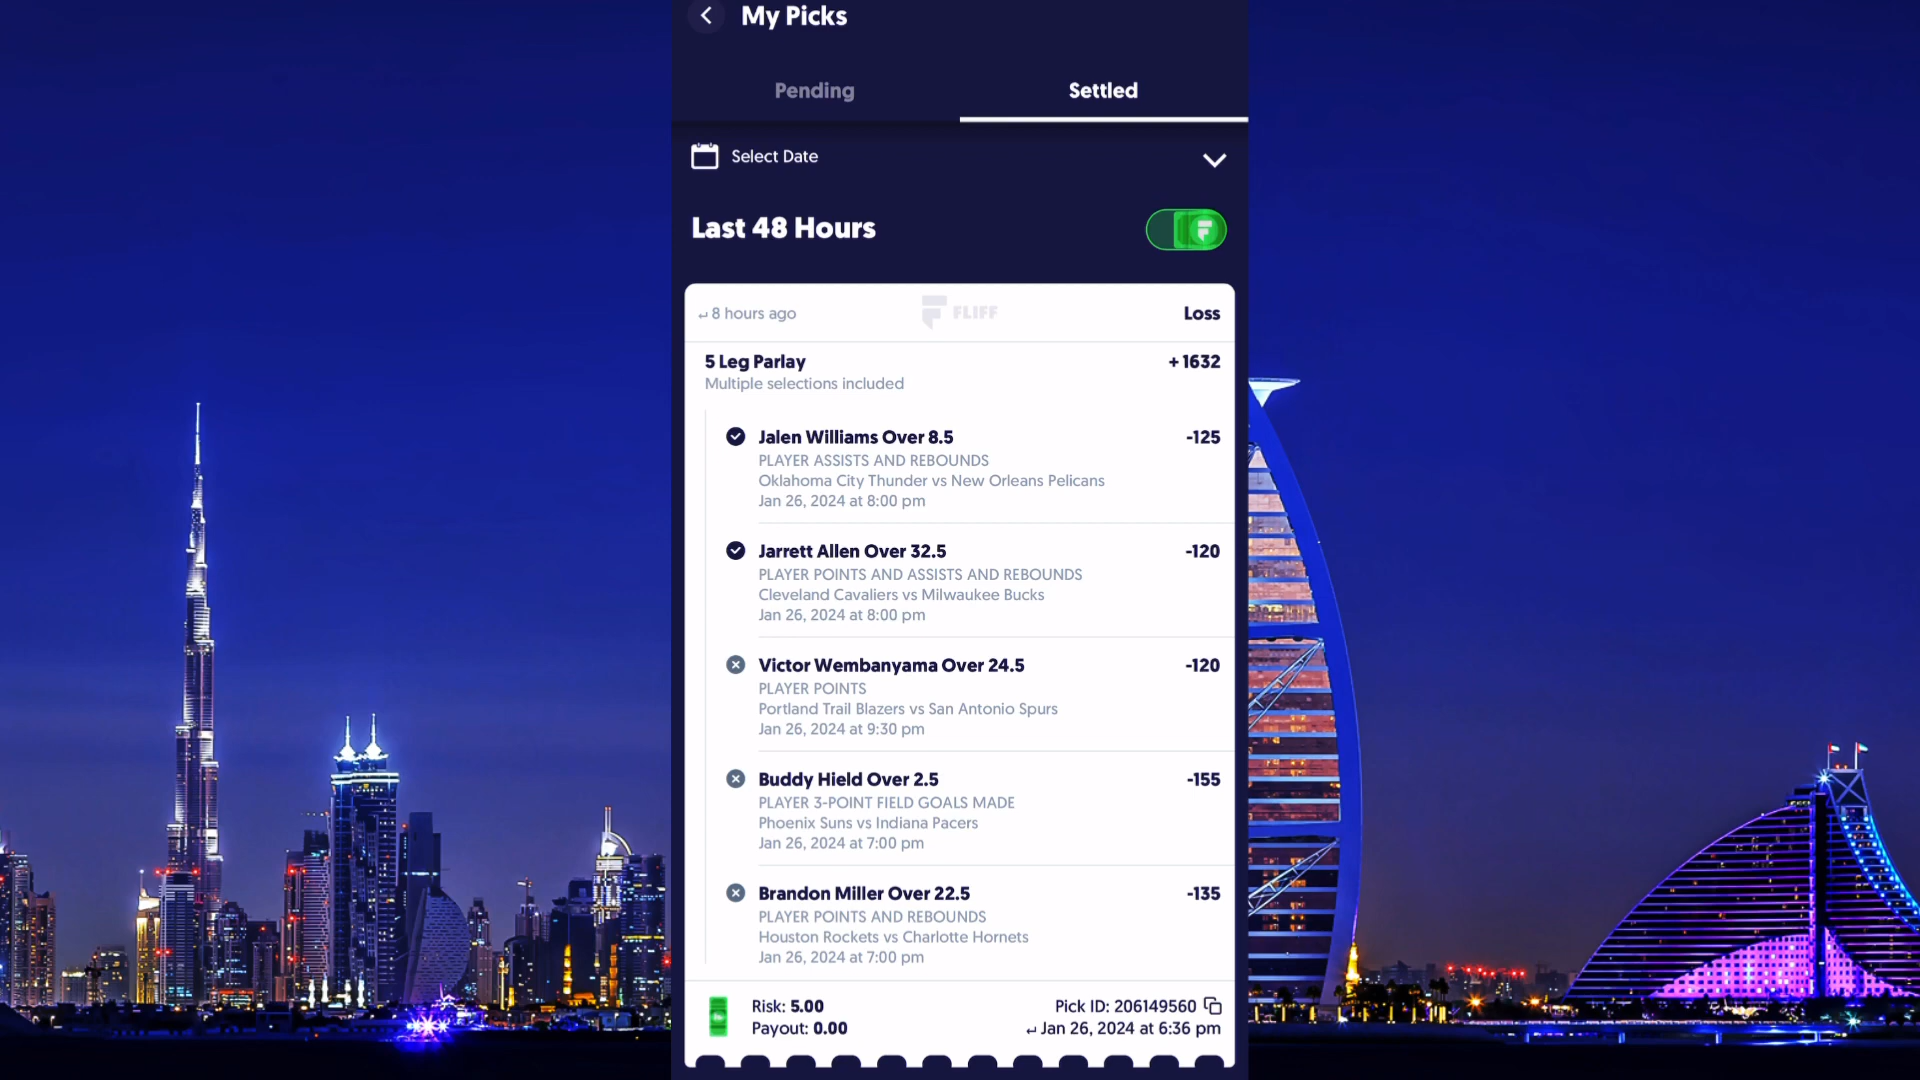 My Picks
Pending
Settled
Select Date
Last 48 Hours
8 hours ago
FLIFF
Loss
5 Leg Parlay
+1632
Multiple selections included
Jalen Williams Over 8.5
-125
PLAYER ASSISTS AND REBOUNDS
Oklahoma City Thunder vs New Orleans Pelicans
Jan 26, 2024 at 8:00 pm
Jarrett Allen Over 32.5
-120
PLAYER POINTS AND ASSISTS AND REBOUNDS
Cleveland Cavaliers vs Milwaukee Bucks
Jan 26, 2024 at 8:00 pm
Victor Wembanyama Over 24.5
-120
PLAYER POINTS
Portland Trail Blazers vs San Antonio Spurs
Jan 26, 2024 at 9:30 pm
Buddy Hield Over 2.5
-155
PLAYER 3-POINT FIELD GOALS MADE
Phoenix Suns vs Indiana Pacers
Jan 26, 2024 at 7:00 pm
Brandon Miller Over 22.5
-135
PLAYER POINTS AND REBOUNDS
Houston Rockets vs Charlotte Hornets
Jan 26, 2024 at 7:00 pm
Risk: 5.00
Pick ID: 206149560
Payout: 0.00
Jan 26, 2024 at 6:36 pm